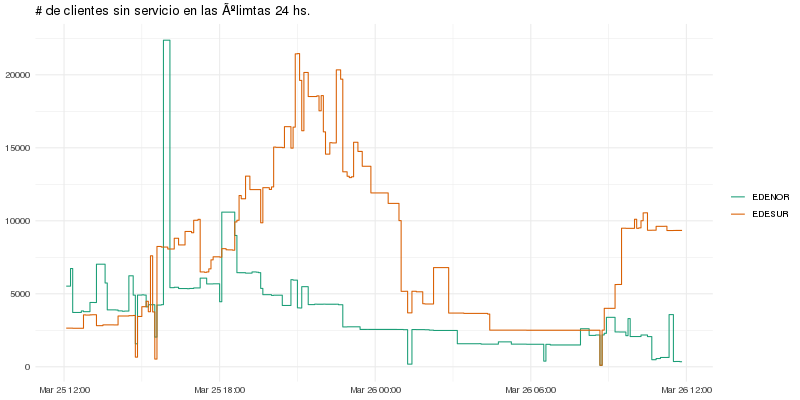 # de clientes sin servicio en las Ãºlimtas 24 hs.
20000
15000
10000
5000
0
Mar 25 12:00
Mar 25 18:00
Mar 26 00:00
Mar 26 06:00
Mar 26 12:00
EDENOR
EDESUR